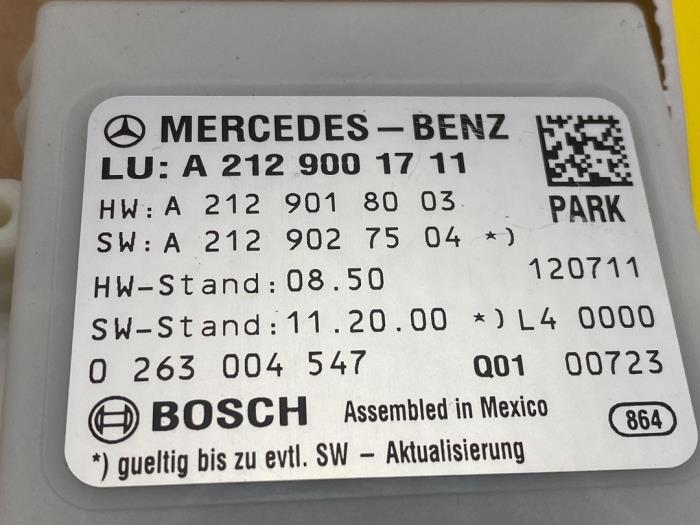 MERCEDES-BENZ
LU: A 212 900 17 11
HW: A 212 901 80 03
PARK
SW: A 212 902 75 04 *)
HW-Stand: 08.50
120711
SW-Stand: 11.20.00 *) L4 0000
0 263 004 547 Q01 00723
BOSCH Assembled in Mexico 864
*) gueltig bis zu evtl. SW - Aktualisierung